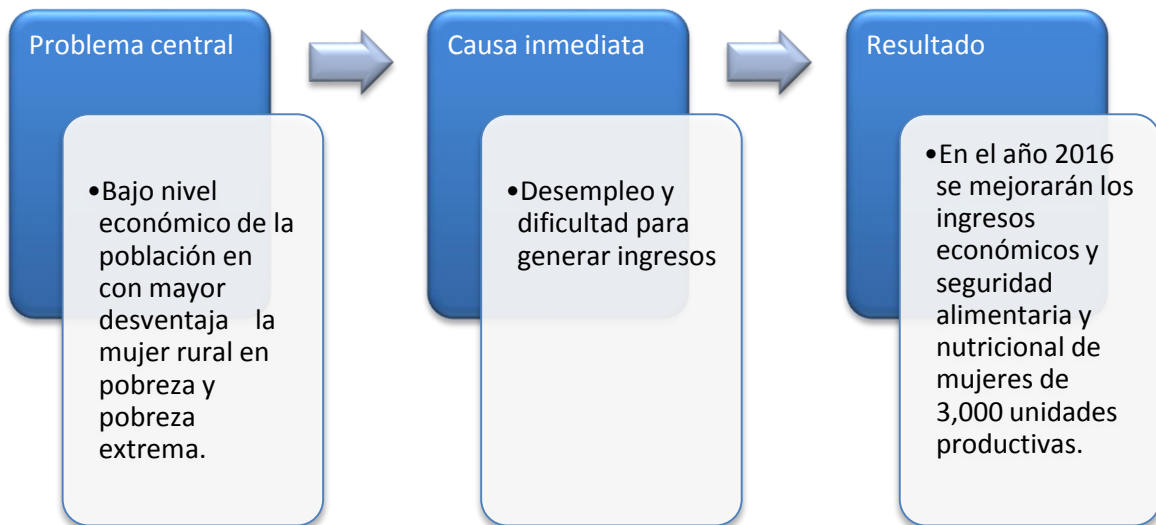 Problema central
•Bajo nivel
económico de la
población en
con mayor
desventaja la
mujer rural en
pobreza y
pobreza
extrema.
Causa inmediata
•Desempleo y
dificultad para
generar ingresos
Resultado
•En el año 2016
se mejorarán los
ingresos
económicos y
seguridad
alimentaria y
nutricional de
mujeres de
3,000 unidades
productivas.